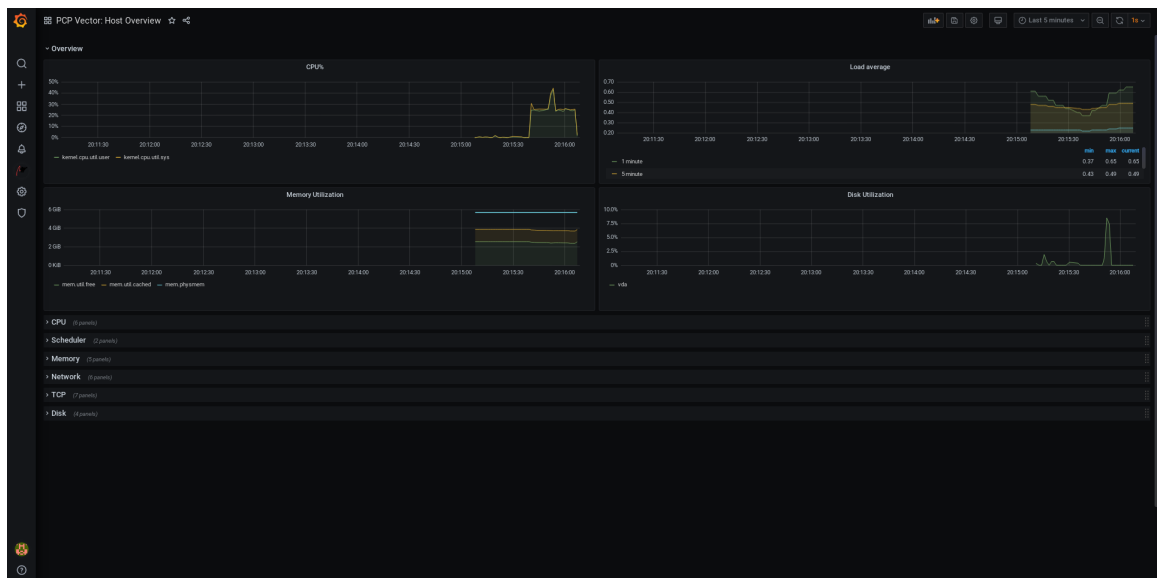 PCP Vector: Host Overview
Last 5 minutes
1s
Overview
CPU%
50%
40%
30%
20%
10%
0%
20:11:30 20:12:00 20:12:30 20:13:00 20:13:30 20:14:00 20:14:30 20:15:00 20:15:30 20:16:00
kernel.cpu.util.user kernel.cpu.util.sys
Load average
0.70
0.60
0.50
0.40
0.30
0.20
20:11:30 20:12:00 20:12:30 20:13:00 20:13:30 20:14:00 20:14:30 20:15:00 20:15:30 20:16:00
min max current
1 minute 0.37 0.65 0.65
5 minute 0.43 0.49 0.49
Memory Utilization
6 GiB
4 GiB
2 GiB
0 KiB
20:11:30 20:12:00 20:12:30 20:13:00 20:13:30 20:14:00 20:14:30 20:15:00 20:15:30 20:16:00
mem.util.free mem.util.cached mem.physmem
Disk Utilization
10.0%
7.5%
5.0%
2.5%
0%
20:11:30 20:12:00 20:12:30 20:13:00 20:13:30 20:14:00 20:14:30 20:15:00 20:15:30 20:16:00
vda
CPU (6 panels)
Scheduler (2 panels)
Memory (5 panels)
Network (8 panels)
TCP (7 panels)
Disk (4 panels)